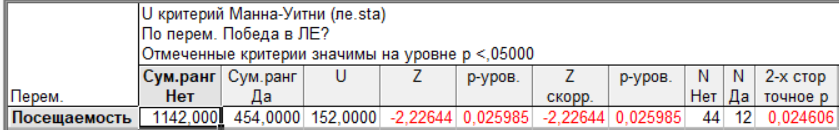 U критерий Манна-Уитни (ле.sta)
По перем. Победа в ЛЕ?
Отмеченные критерии значимы на уровне p <,05000
Перем. Сум.ранг Нет Сум.ранг Да U Z p-уров. Z скорр. p-уров. N Нет N Да 2-х стор точное p
Посещаемость 1142,000 454,0000 152,0000 -2,22644 0,025985 -2,22644 0,025985 44 12 0,024606